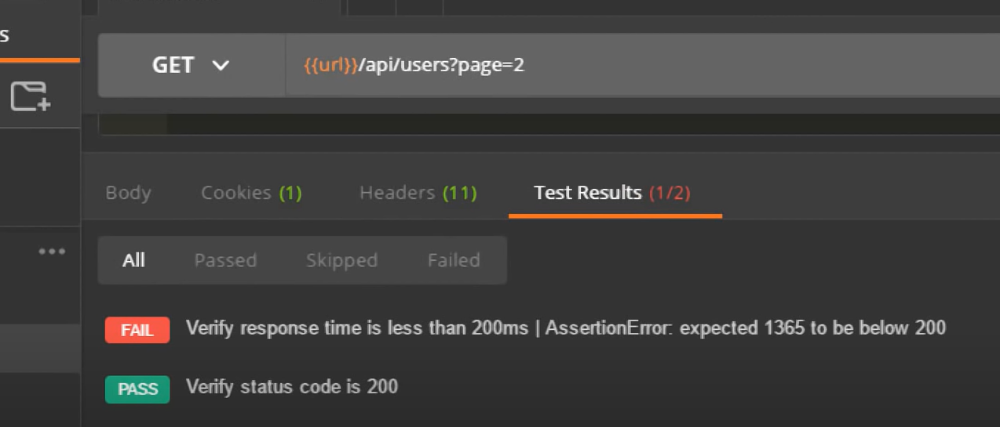 s
GET {{url}}/api/users?page=2
Body Cookies (1) Headers (11) Test Results (1/2)
All Passed Skipped Failed
FAIL Verify response time is less than 200ms | AssertionError: expected 1365 to be below 200
PASS Verify status code is 200